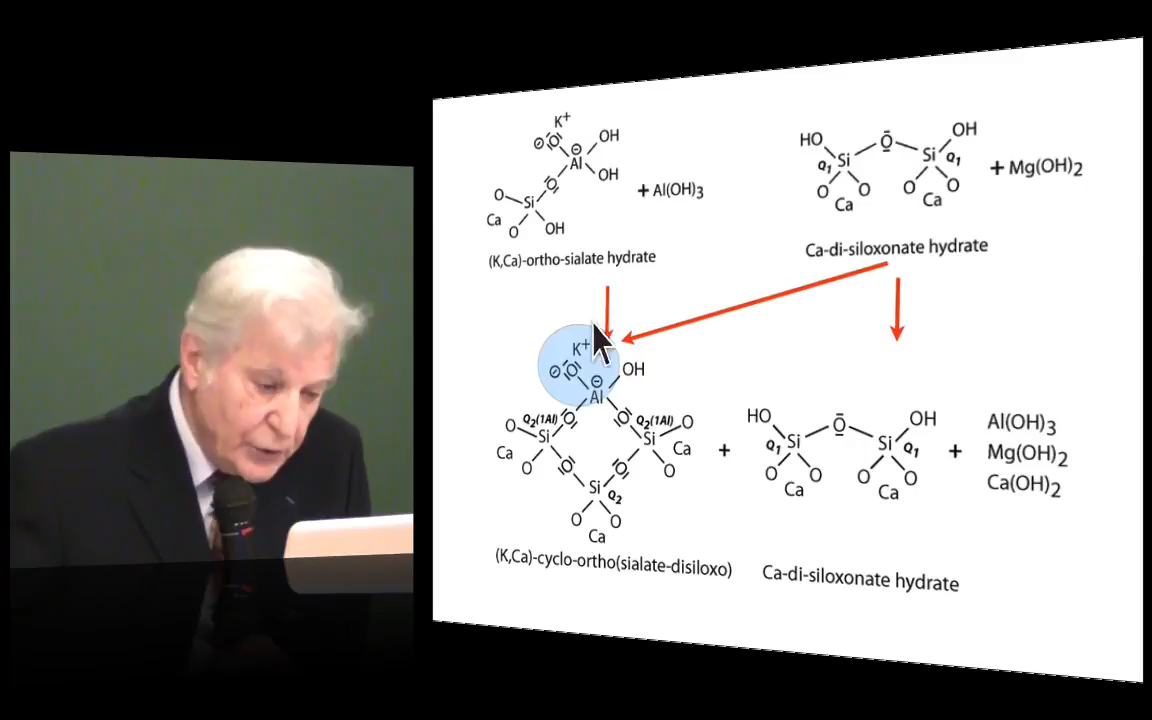 K+
⊖ |O| ⊖ OH
Al
OH
|O|
O Si
Ca
O OH
+ Al(OH)3
(K,Ca)-ortho-sialate hydrate
HO OH
O
Si Si
Q1 Q1
O O O O
Ca Ca
+ Mg(OH)2
Ca-di-siloxonate hydrate
K+
⊖ |O| ⊖ OH
Al
Q2(1Al) O O Q2(1Al) O
O Si Si
Ca Ca
O O O O
Si Q2
O O
Ca
(K,Ca)-cyclo-ortho(sialate-disiloxo)
+
HO OH
O
Q1 Si Si Q1
O O O O
Ca Ca
Ca-di-siloxonate hydrate
+
Al(OH)3
Mg(OH)2
Ca(OH)2